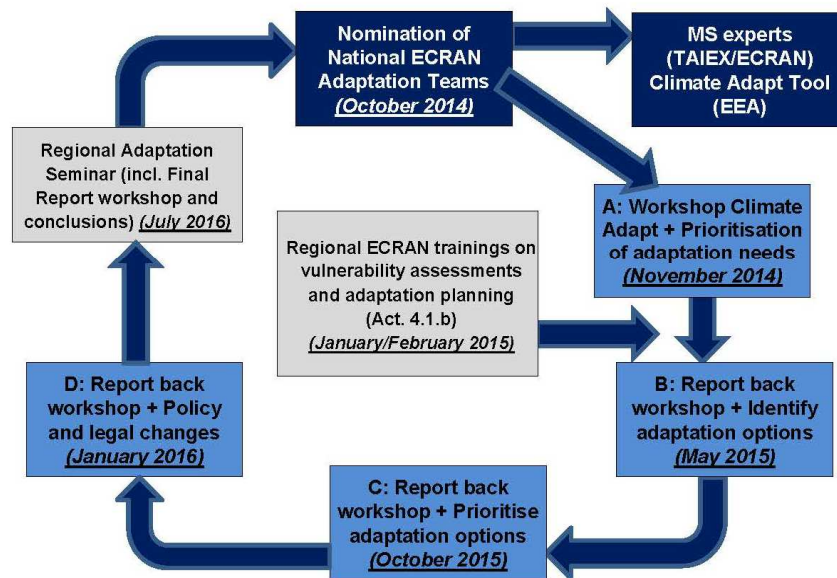 Nomination of
National ECRAN
Adaptation Teams
(October 2014)
MS experts
(TAIEX/ECRAN)
Climate Adapt Tool
(EEA)
Regional Adaptation
Seminar (incl. Final
Report workshop and
conclusions) (July 2016)
A: Workshop Climate
Adapt + Prioritisation
of adaptation needs
(November 2014)
Regional ECRAN trainings on
vulnerability assessments
and adaptation planning
(Act. 4.1.b)
(January/February 2015)
D: Report back
workshop + Policy
and legal changes
(January 2016)
B: Report back
workshop + Identify
adaptation options
(May 2015)
C: Report back
workshop + Prioritise
adaptation options
(October 2015)